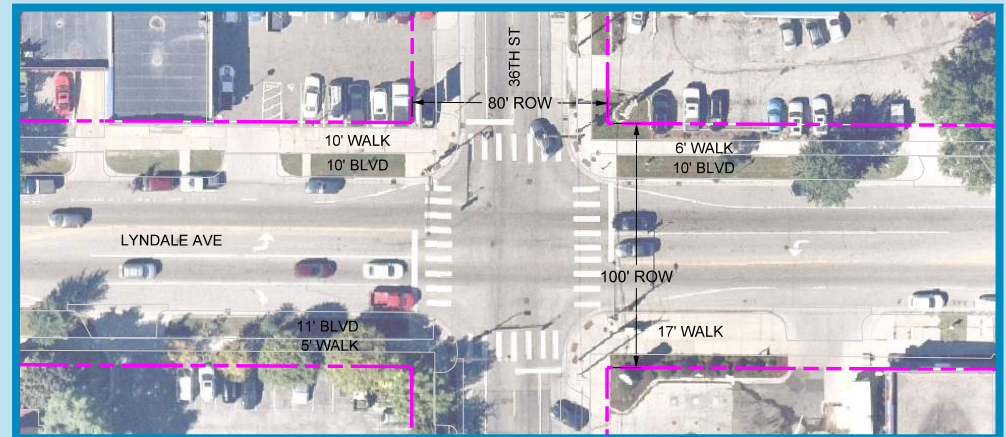 36TH ST
80' ROW
10' WALK
10' BLVD
6' WALK
10' BLVD
LYNDALE AVE
100' ROW
11' BLVD
5' WALK
17' WALK